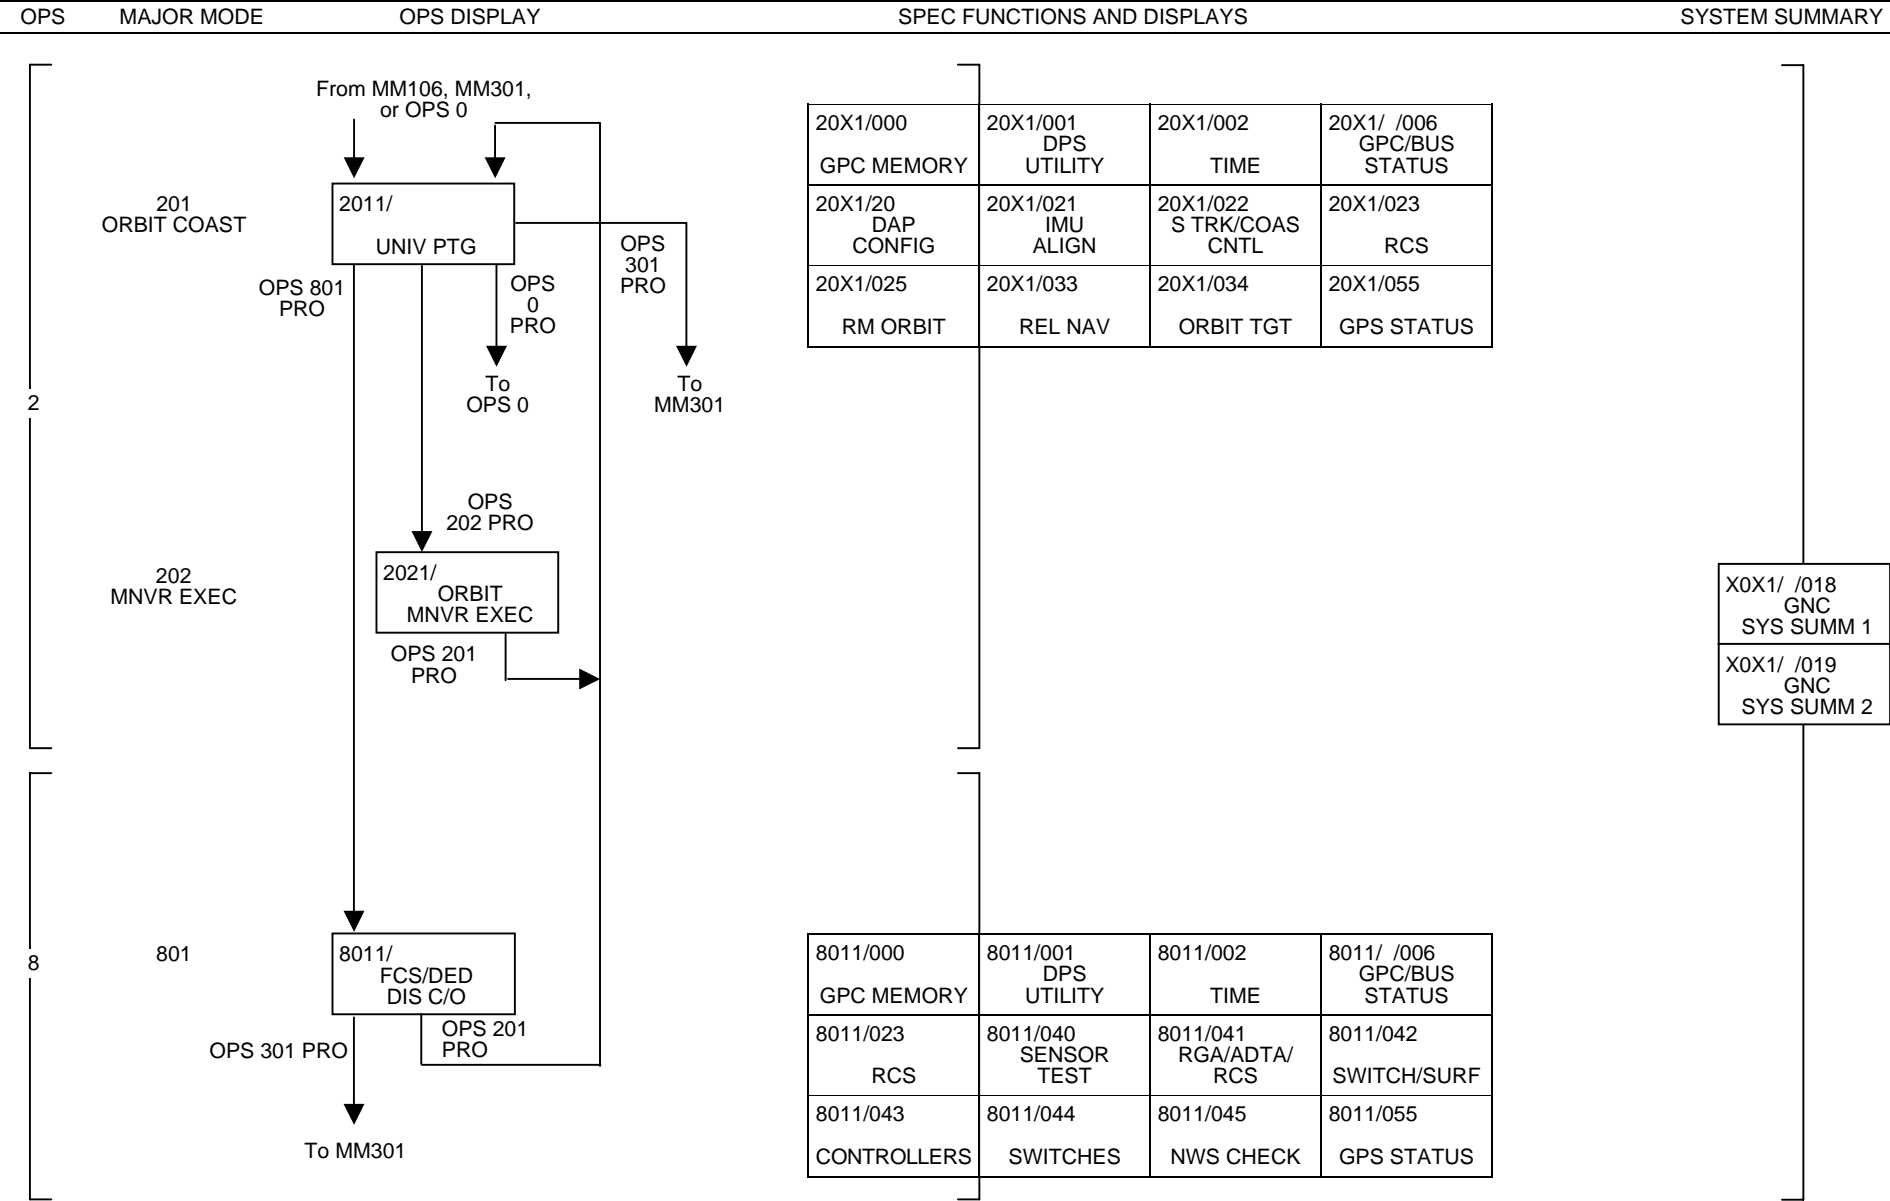 OPS MAJOR MODE OPS DISPLAY SPEC FUNCTIONS AND DISPLAYS SYSTEM SUMMARY
From MM106, MM301,
or OPS 0
201
ORBIT COAST
2011/
UNIV PTG
OPS 801
PRO
OPS
0
PRO
OPS
301
PRO
To
OPS 0
To
MM301
2
OPS
202 PRO
202
MNVR EXEC
2021/
ORBIT
MNVR EXEC
OPS 201
PRO
20X1/000
GPC MEMORY
20X1/001
DPS
UTILITY
20X1/002
TIME
20X1/ /006
GPC/BUS
STATUS
20X1/20
DAP
CONFIG
20X1/021
IMU
ALIGN
20X1/022
S TRK/COAS
CNTL
20X1/023
RCS
20X1/025
RM ORBIT
20X1/033
REL NAV
20X1/034
ORBIT TGT
20X1/055
GPS STATUS
X0X1/ /018
GNC
SYS SUMM 1
X0X1/ /019
GNC
SYS SUMM 2
8
801
8011/
FCS/DED
DIS C/O
OPS 301 PRO
OPS 201
PRO
To MM301
8011/000
GPC MEMORY
8011/001
DPS
UTILITY
8011/002
TIME
8011/ /006
GPC/BUS
STATUS
8011/023
RCS
8011/040
SENSOR
TEST
8011/041
RGA/ADTA/
RCS
8011/042
SWITCH/SURF
8011/043
CONTROLLERS
8011/044
SWITCHES
8011/045
NWS CHECK
8011/055
GPS STATUS